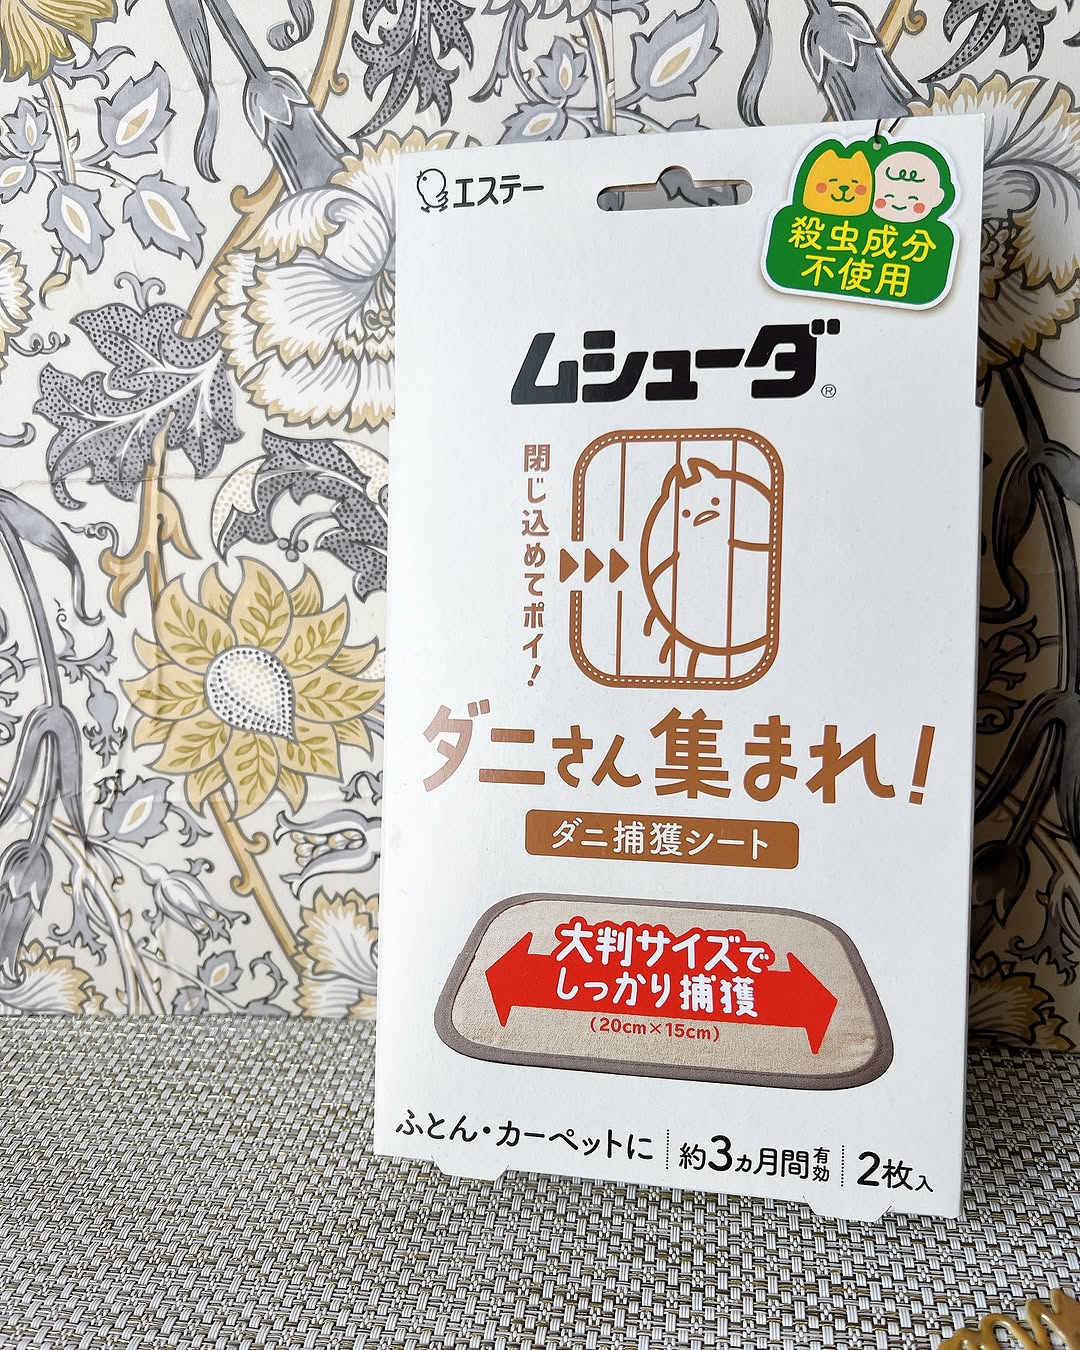 エステー
殺虫成分
不使用
ムシューダ®
閉じ込めてポイ!
ダニさん集まれ!
ダニ捕獲シート
大判サイズで
しっかり捕獲
(20cm×15cm)
ふとん・カーペットに 約3ヵ月間有効 2枚入